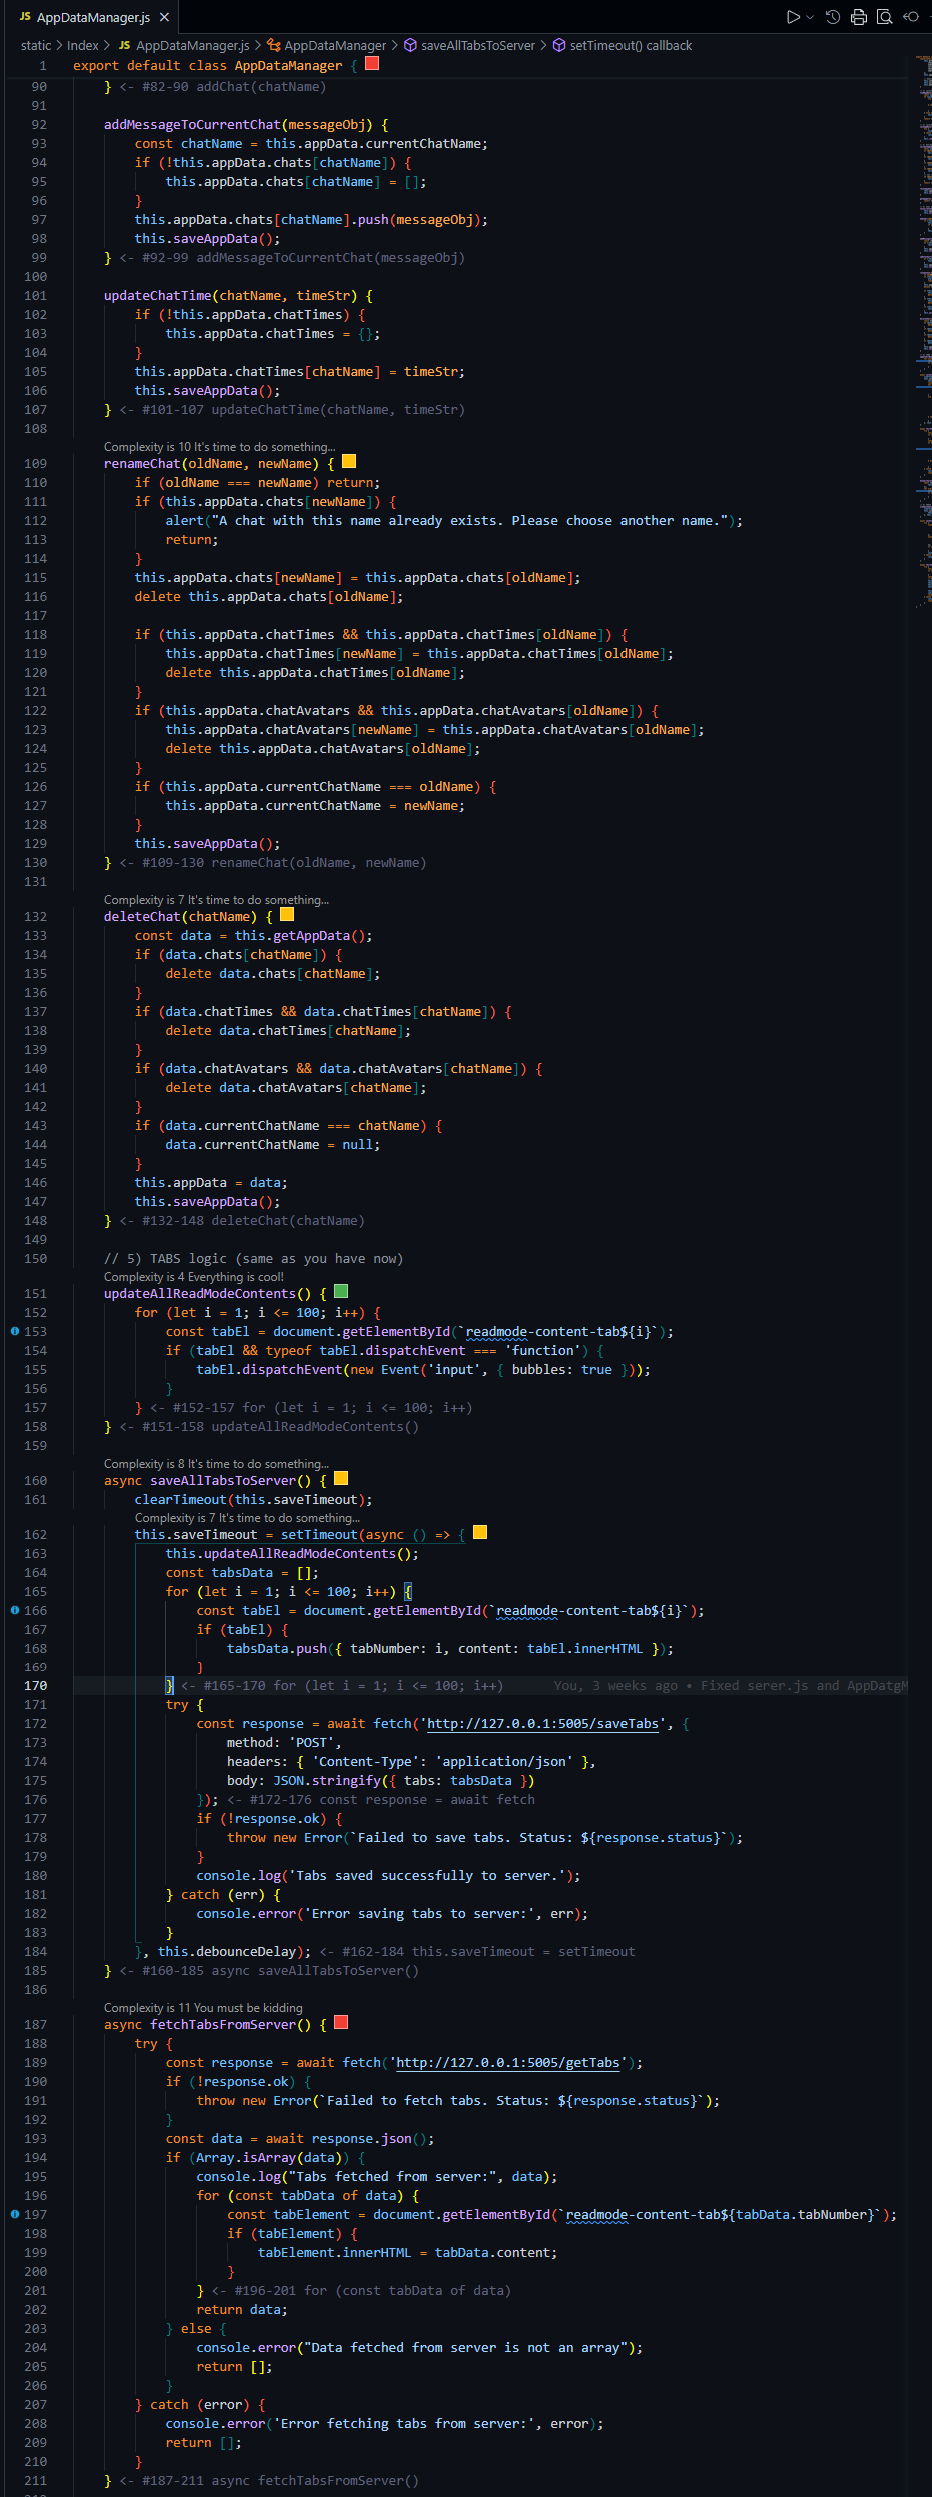 JS AppDataManager.js ×
static > Index > JS AppDataManager.js > AppDataManager > saveAllTabsToServer > setTimeout() callback
1 export default class AppDataManager {
90 } <- #82-90 addChat(chatName)
91
92 addMessageToCurrentChat(messageObj) {
93 const chatName = this.appData.currentChatName;
94 if (!this.appData.chats[chatName]) {
95 this.appData.chats[chatName] = [];
96 }
97 this.appData.chats[chatName].push(messageObj);
98 this.saveAppData();
99 } <- #92-99 addMessageToCurrentChat(messageObj)
100
101 updateChatTime(chatName, timeStr) {
102 if (!this.appData.chatTimes) {
103 this.appData.chatTimes = {};
104 }
105 this.appData.chatTimes[chatName] = timeStr;
106 this.saveAppData();
107 } <- #101-107 updateChatTime(chatName, timeStr)
108
Complexity is 10 It's time to do something...
109 renameChat(oldName, newName) {
110 if (oldName === newName) return;
111 if (this.appData.chats[newName]) {
112 alert("A chat with this name already exists. Please choose another name.");
113 return;
114 }
115 this.appData.chats[newName] = this.appData.chats[oldName];
116 delete this.appData.chats[oldName];
117
118 if (this.appData.chatTimes && this.appData.chatTimes[oldName]) {
119 this.appData.chatTimes[newName] = this.appData.chatTimes[oldName];
120 delete this.appData.chatTimes[oldName];
121 }
122 if (this.appData.chatAvatars && this.appData.chatAvatars[oldName]) {
123 this.appData.chatAvatars[newName] = this.appData.chatAvatars[oldName];
124 delete this.appData.chatAvatars[oldName];
125 }
126 if (this.appData.currentChatName === oldName) {
127 this.appData.currentChatName = newName;
128 }
129 this.saveAppData();
130 } <- #109-130 renameChat(oldName, newName)
131
Complexity is 7 It's time to do something...
132 deleteChat(chatName) {
133 const data = this.getAppData();
134 if (data.chats[chatName]) {
135 delete data.chats[chatName];
136 }
137 if (data.chatTimes && data.chatTimes[chatName]) {
138 delete data.chatTimes[chatName];
139 }
140 if (data.chatAvatars && data.chatAvatars[chatName]) {
141 delete data.chatAvatars[chatName];
142 }
143 if (data.currentChatName === chatName) {
144 data.currentChatName = null;
145 }
146 this.appData = data;
147 this.saveAppData();
148 } <- #132-148 deleteChat(chatName)
149
150 // 5) TABS logic (same as you have now)
Complexity is 4 Everything is cool!
151 updateAllReadModeContents() {
152 for (let i = 1; i <= 100; i++) {
153 const tabEl = document.getElementById(`readmode-content-tab${i}`);
154 if (tabEl && typeof tabEl.dispatchEvent === 'function') {
155 tabEl.dispatchEvent(new Event('input', { bubbles: true }));
156 }
157 } <- #152-157 for (let i = 1; i <= 100; i++)
158 } <- #151-158 updateAllReadModeContents()
159
Complexity is 8 It's time to do something...
160 async saveAllTabsToServer() {
161 clearTimeout(this.saveTimeout);
Complexity is 7 It's time to do something...
162 this.saveTimeout = setTimeout(async () => {
163 this.updateAllReadModeContents();
164 const tabsData = [];
165 for (let i = 1; i <= 100; i++) {
166 const tabEl = document.getElementById(`readmode-content-tab${i}`);
167 if (tabEl) {
168 tabsData.push({ tabNumber: i, content: tabEl.innerHTML });
169 }
170 } <- #165-170 for (let i = 1; i <= 100; i++) You, 3 weeks ago • Fixed serer.js and AppDatgM
171 try {
172 const response = await fetch('http://127.0.0.1:5005/saveTabs', {
173 method: 'POST',
174 headers: { 'Content-Type': 'application/json' },
175 body: JSON.stringify({ tabs: tabsData })
176 }); <- #172-176 const response = await fetch
177 if (!response.ok) {
178 throw new Error(`Failed to save tabs. Status: ${response.status}`);
179 }
180 console.log('Tabs saved successfully to server.');
181 } catch (err) {
182 console.error('Error saving tabs to server:', err);
183 }
184 }, this.debounceDelay); <- #162-184 this.saveTimeout = setTimeout
185 } <- #160-185 async saveAllTabsToServer()
186
Complexity is 11 You must be kidding
187 async fetchTabsFromServer() {
188 try {
189 const response = await fetch('http://127.0.0.1:5005/getTabs');
190 if (!response.ok) {
191 throw new Error(`Failed to fetch tabs. Status: ${response.status}`);
192 }
193 const data = await response.json();
194 if (Array.isArray(data)) {
195 console.log("Tabs fetched from server:", data);
196 for (const tabData of data) {
197 const tabElement = document.getElementById(`readmode-content-tab${tabData.tabNumber}`);
198 if (tabElement) {
199 tabElement.innerHTML = tabData.content;
200 }
201 } <- #196-201 for (const tabData of data)
202 return data;
203 } else {
204 console.error("Data fetched from server is not an array");
205 return [];
206 }
207 } catch (error) {
208 console.error('Error fetching tabs from server:', error);
209 return [];
210 }
211 } <- #187-211 async fetchTabsFromServer()